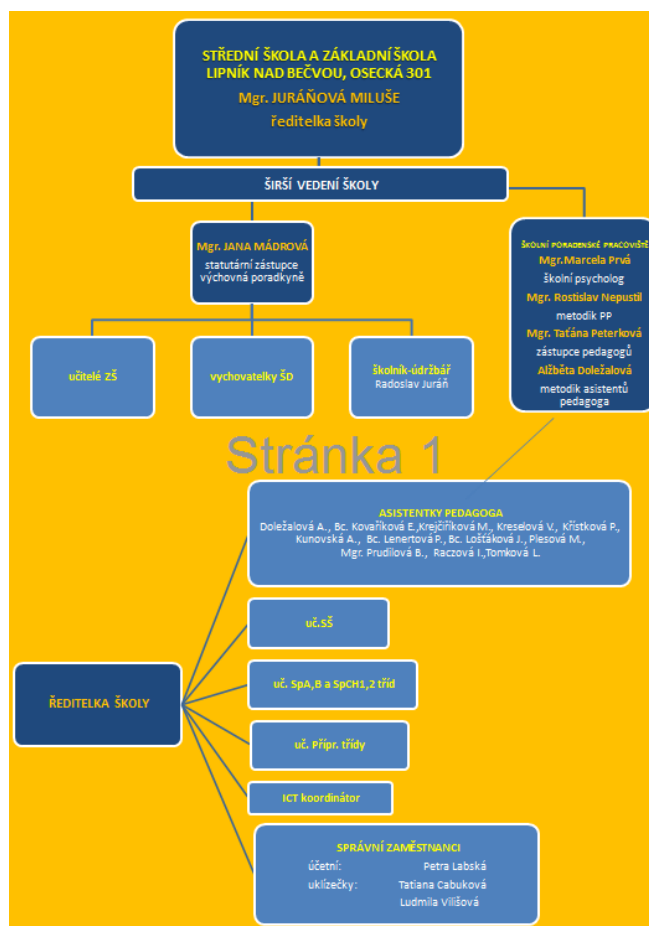 STŘEDNÍ ŠKOLA A ZÁKLADNÍ ŠKOLA
LIPNÍK NAD BEČVOU, OSECKÁ 301
Mgr. JURÁŇOVÁ MILUŠE
ředitelka školy
ŠIRŠÍ VEDENÍ ŠKOLY
Mgr. JANA MÁDROVÁ
statutární zástupce
výchovná poradkyně
ŠKOLNÍ PORADENSKÉ PRACOVIŠTĚ
Mgr.Marcela Prvá
školní psycholog
Mgr. Rostislav Nepustil
metodik PP
Mgr. Taťána Peterková
zástupce pedagogů
Alžběta Doležalová
metodik asistentů
pedagoga
učitelé ZŠ
vychovatelky ŠD
školník-údržbář
Radoslav Juráň
Stránka 1
ASISTENTKY PEDAGOGA
Doležalová A., Bc. Kovaříková E.,Krejčiříková M., Kreselová V., Křístková P.,
Kunovská A., Bc. Lenertová P., Bc. Lošťáková J., Plesová M.,
Mgr. Prudilová B., Raczová I.,Tomková L.
uč.SŠ
ŘEDITELKA ŠKOLY
uč. SpA,B a SpCH1,2 tříd
uč. Přípr. třídy
ICT koordinátor
SPRÁVNÍ ZAMĚSTNANCI
účetní: Petra Labská
uklízečky: Tatiana Cabuková
Ludmila Vilišová